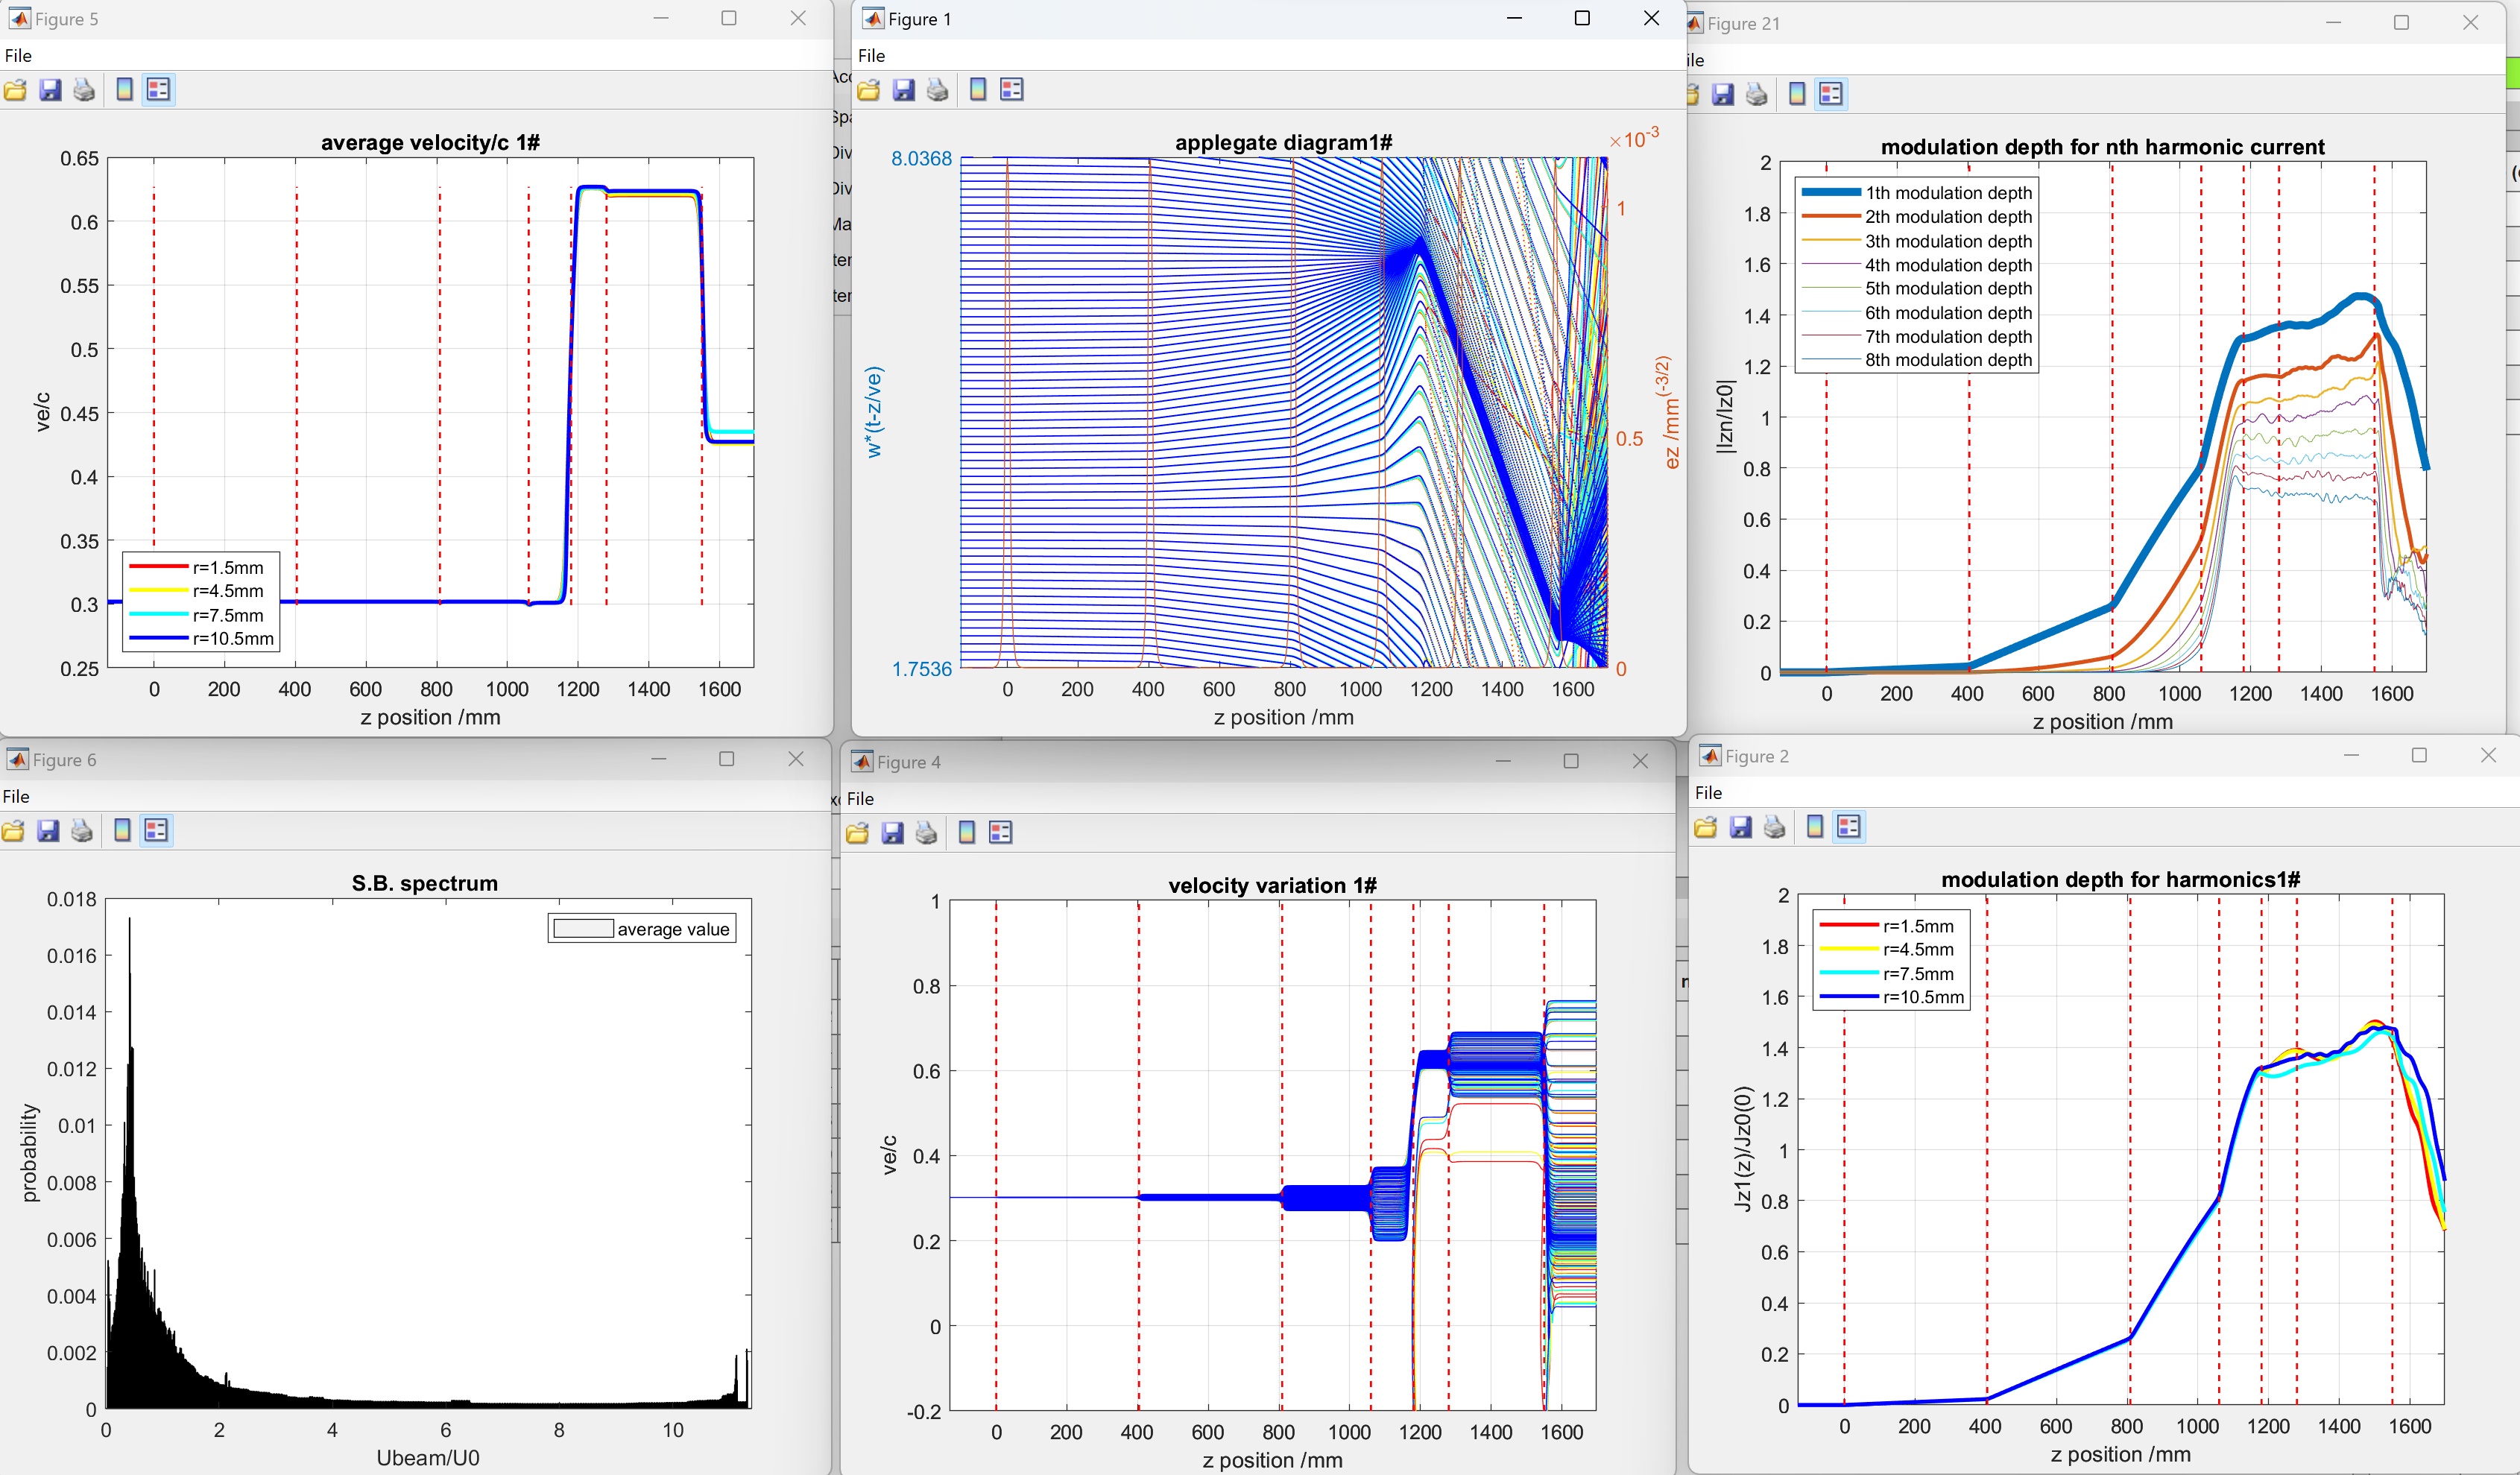 Figure 5
File
average velocity/c 1#
0.65
0.6
0.55
0.5
0.45
0.4
0.35
0.3
0.25
ve/c
r=1.5mm
r=4.5mm
r=7.5mm
r=10.5mm
0 200 400 600 800 1000 1200 1400 1600
z position /mm
Figure 1
File
applegate diagram1#
×10-3
8.0368
1.7536
w*(t-z/ve)
1
0.5
0
ez /mm(-3/2)
0 200 400 600 800 1000 1200 1400 1600
z position /mm
Figure 21
ile
modulation depth for nth harmonic current
2
1.8
1.6
1.4
1.2
1
0.8
0.6
0.4
0.2
0
|Izn/Iz0|
1th modulation depth
2th modulation depth
3th modulation depth
4th modulation depth
5th modulation depth
6th modulation depth
7th modulation depth
8th modulation depth
0 200 400 600 800 1000 1200 1400 1600
z position /mm
Figure 6
File
S.B. spectrum
0.018
0.016
0.014
0.012
0.01
0.008
0.006
0.004
0.002
0
probability
average value
0 2 4 6 8 10
Ubeam/U0
Figure 4
File
velocity variation 1#
1
0.8
0.6
0.4
0.2
0
-0.2
ve/c
0 200 400 600 800 1000 1200 1400 1600
z position /mm
Figure 2
File
modulation depth for harmonics1#
2
1.8
1.6
1.4
1.2
1
0.8
0.6
0.4
0.2
0
Jz1(z)/Jz0(0)
r=1.5mm
r=4.5mm
r=7.5mm
r=10.5mm
0 200 400 600 800 1000 1200 1400 1600
z position /mm